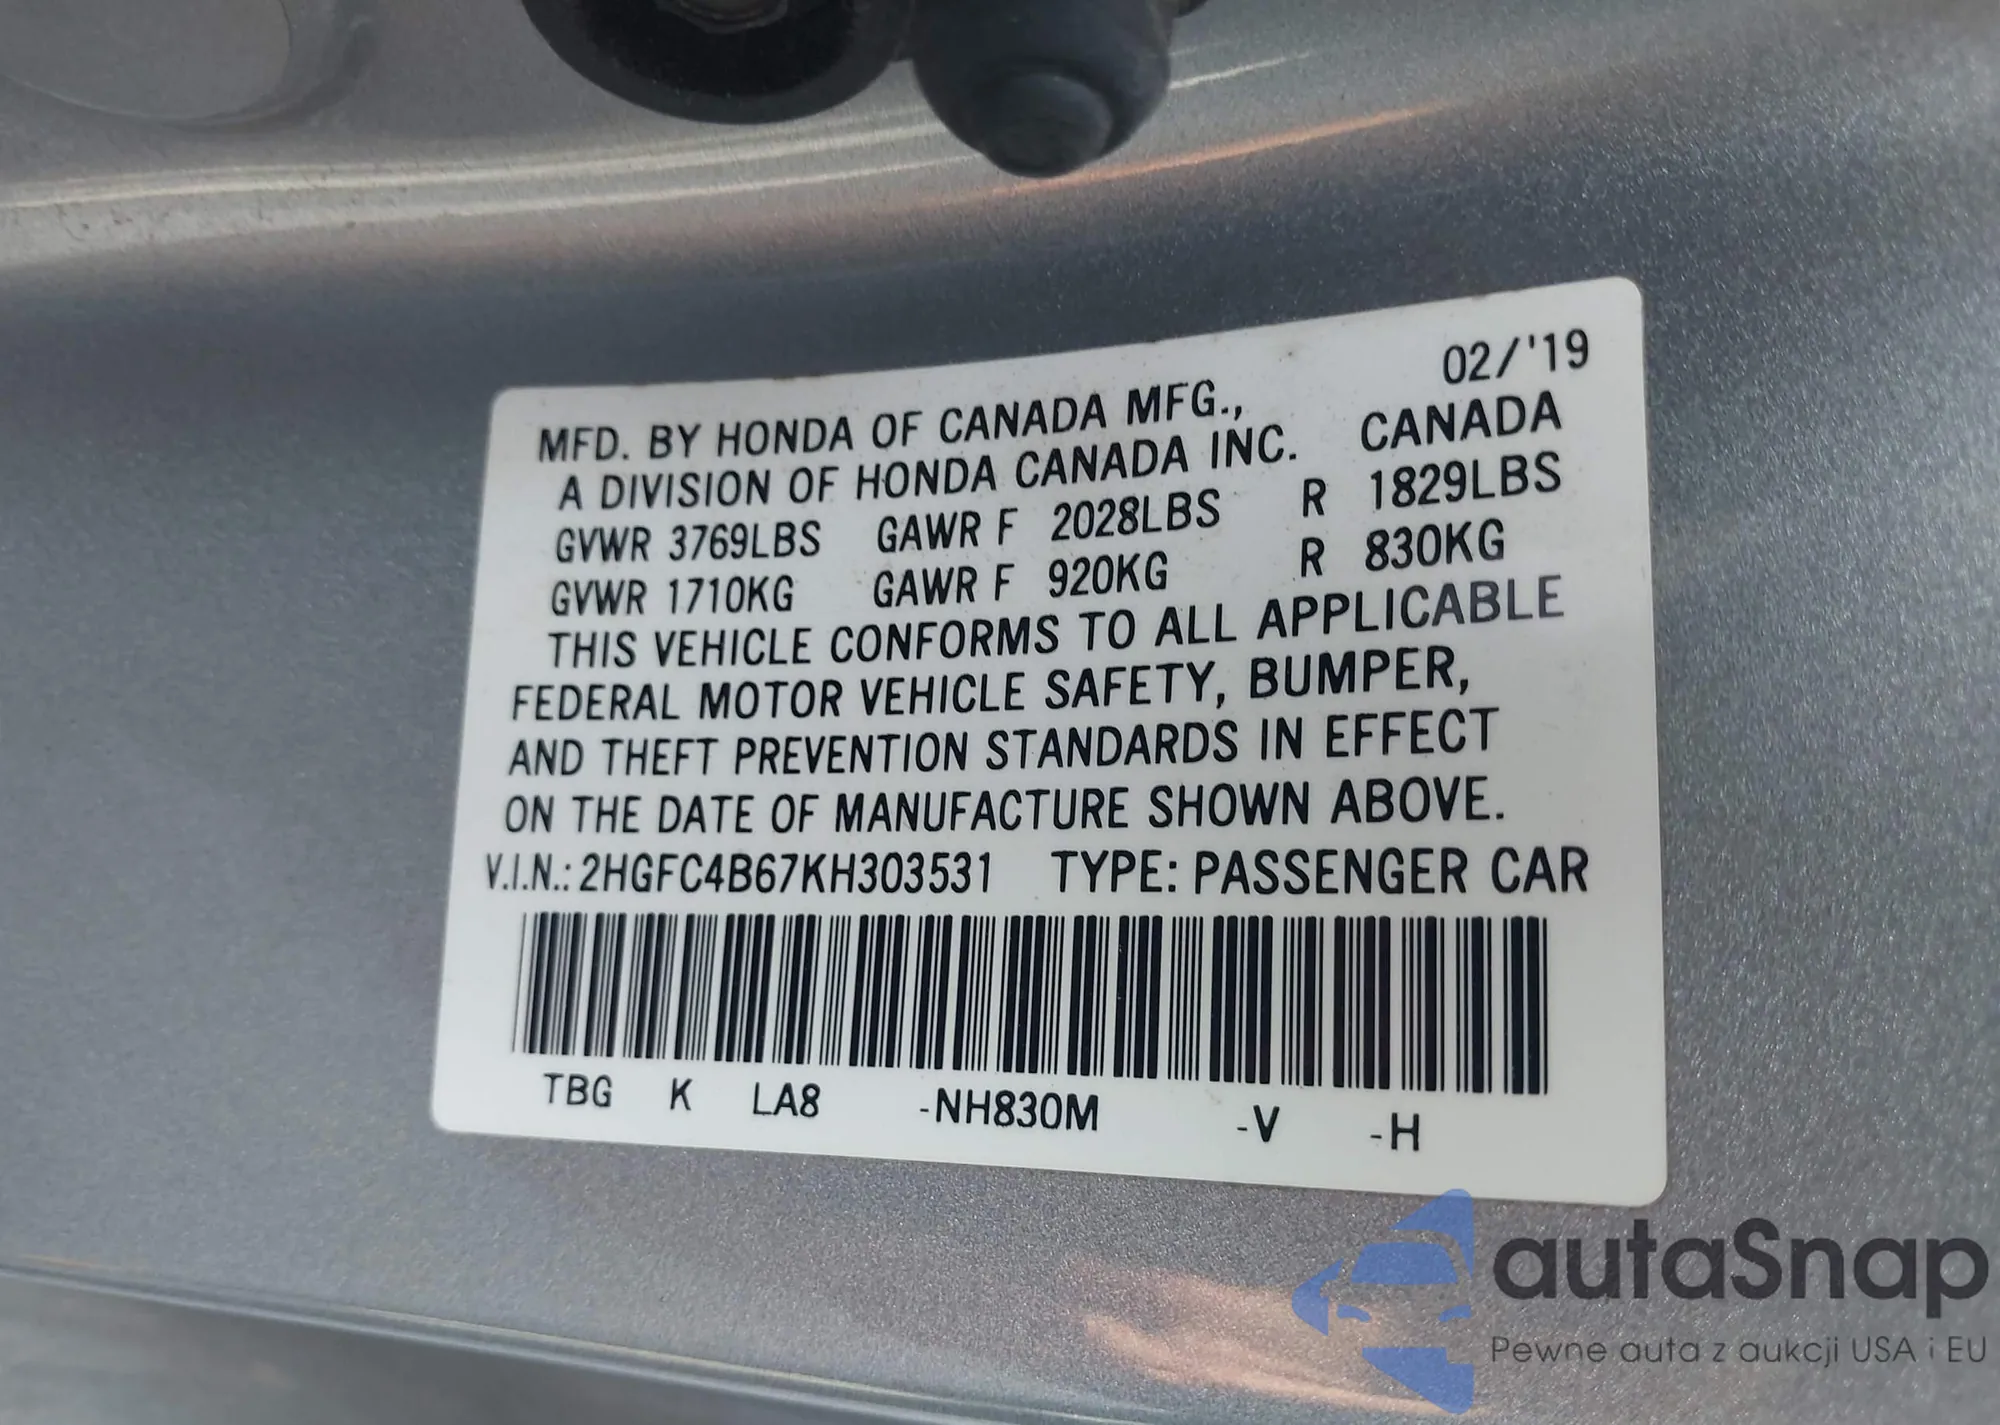 02/'19
MFD. BY HONDA OF CANADA MFG.,
A DIVISION OF HONDA CANADA INC. CANADA
GVWR 3769LBS GAWR F 2028LBS R 1829LBS
GVWR 1710KG GAWR F 920KG R 830KG
THIS VEHICLE CONFORMS TO ALL APPLICABLE
FEDERAL MOTOR VEHICLE SAFETY, BUMPER,
AND THEFT PREVENTION STANDARDS IN EFFECT
ON THE DATE OF MANUFACTURE SHOWN ABOVE.
V.I.N.: 2HGFC4B67KH303531 TYPE: PASSENGER CAR
TBG K LA8 -NH830M -V -H
autaSnap
Pewne auta z aukcji USA i EU